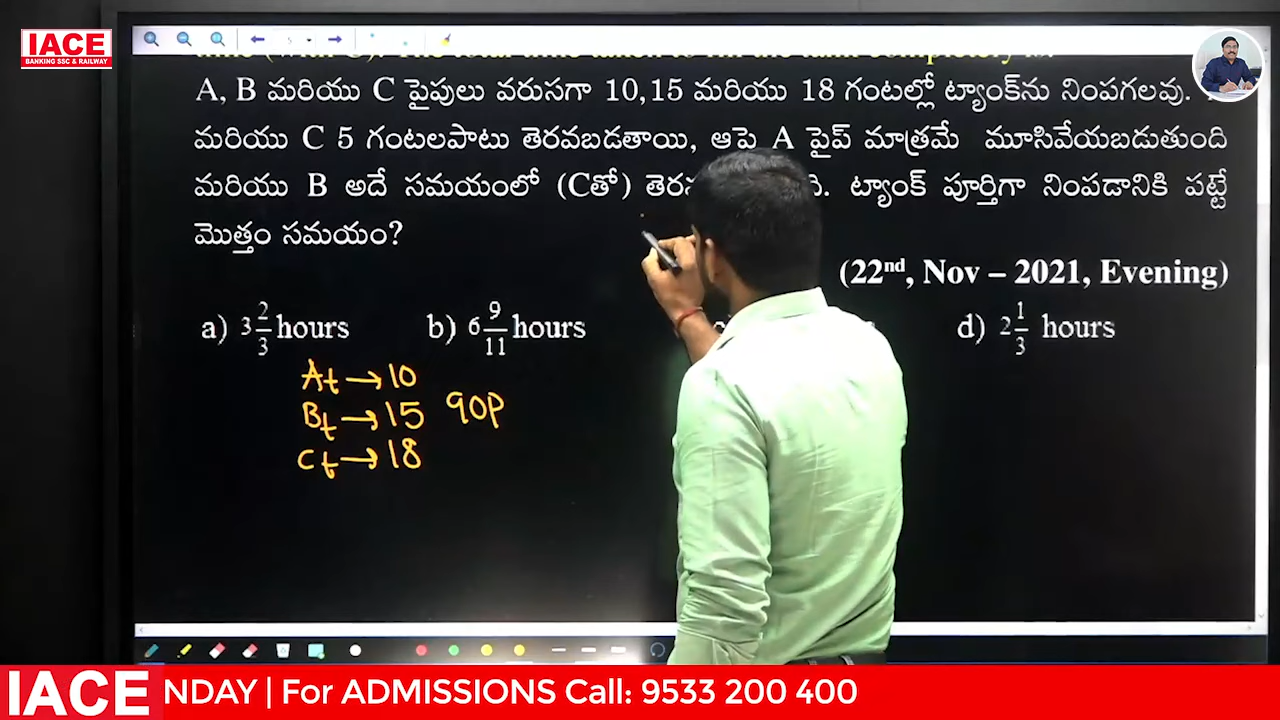 IACE
BANKING SSC & RAILWAY
A, B మరియు C పైపులు వరుసగా 10,15 మరియు 18 గంటల్లో ట్యాంక్‌ను నింపగలవు.
మరియు C 5 గంటలపాటు తెరవబడతాయి, ఆపై A పైప్ మాత్రమే మూసివేయబడుతుంది
మరియు B అదే సమయంలో (Cతో) ట్యాంక్ పూర్తిగా నింపడానికి పట్టే
మొత్తం సమయం?
(22nd, Nov – 2021, Evening)
a) 3 2/3 hours b) 6 9/11 hours d) 2 1/3 hours
At → 10
Bt → 15 90P
Ct → 18
IACE NDAY | For ADMISSIONS Call: 9533 200 400